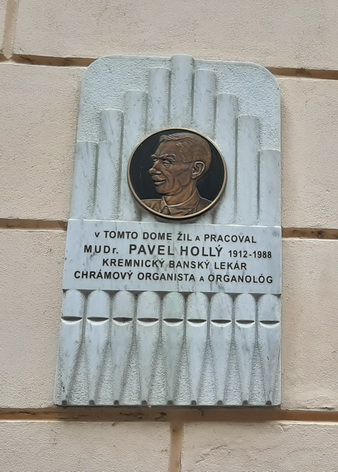 V TOMTO DOME ŽIL A PRACOVAL
MUDr. PAVEL HOLLÝ 1912-1988
KREMNICKÝ BANSKÝ LEKÁR
CHRÁMOVÝ ORGANISTA A ORGANOLÓG